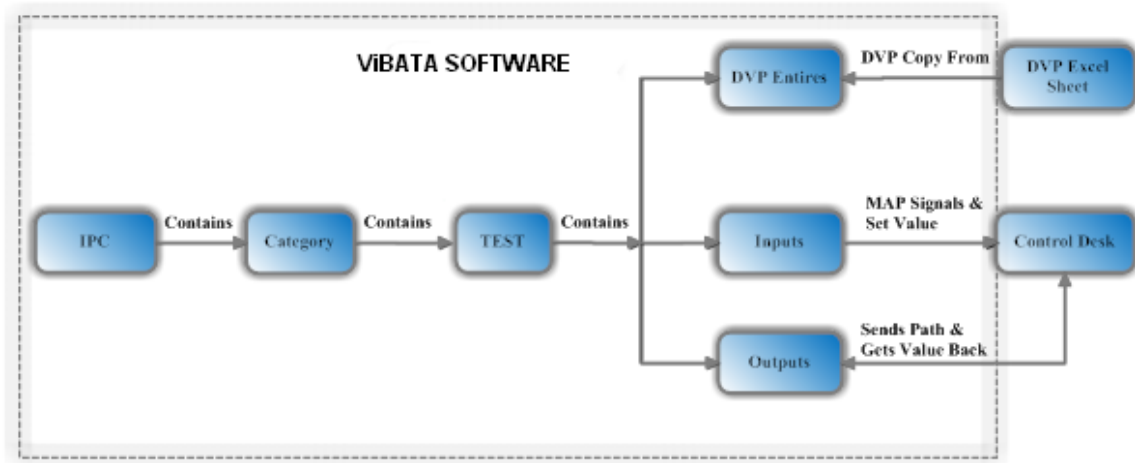 ViBATA SOFTWARE
DVP Entires
DVP Copy From
DVP Excel
Sheet
IPC
Contains
Category
Contains
TEST
Contains
Inputs
MAP Signals &
Set Value
Control Desk
Outputs
Sends Path &
Gets Value Back